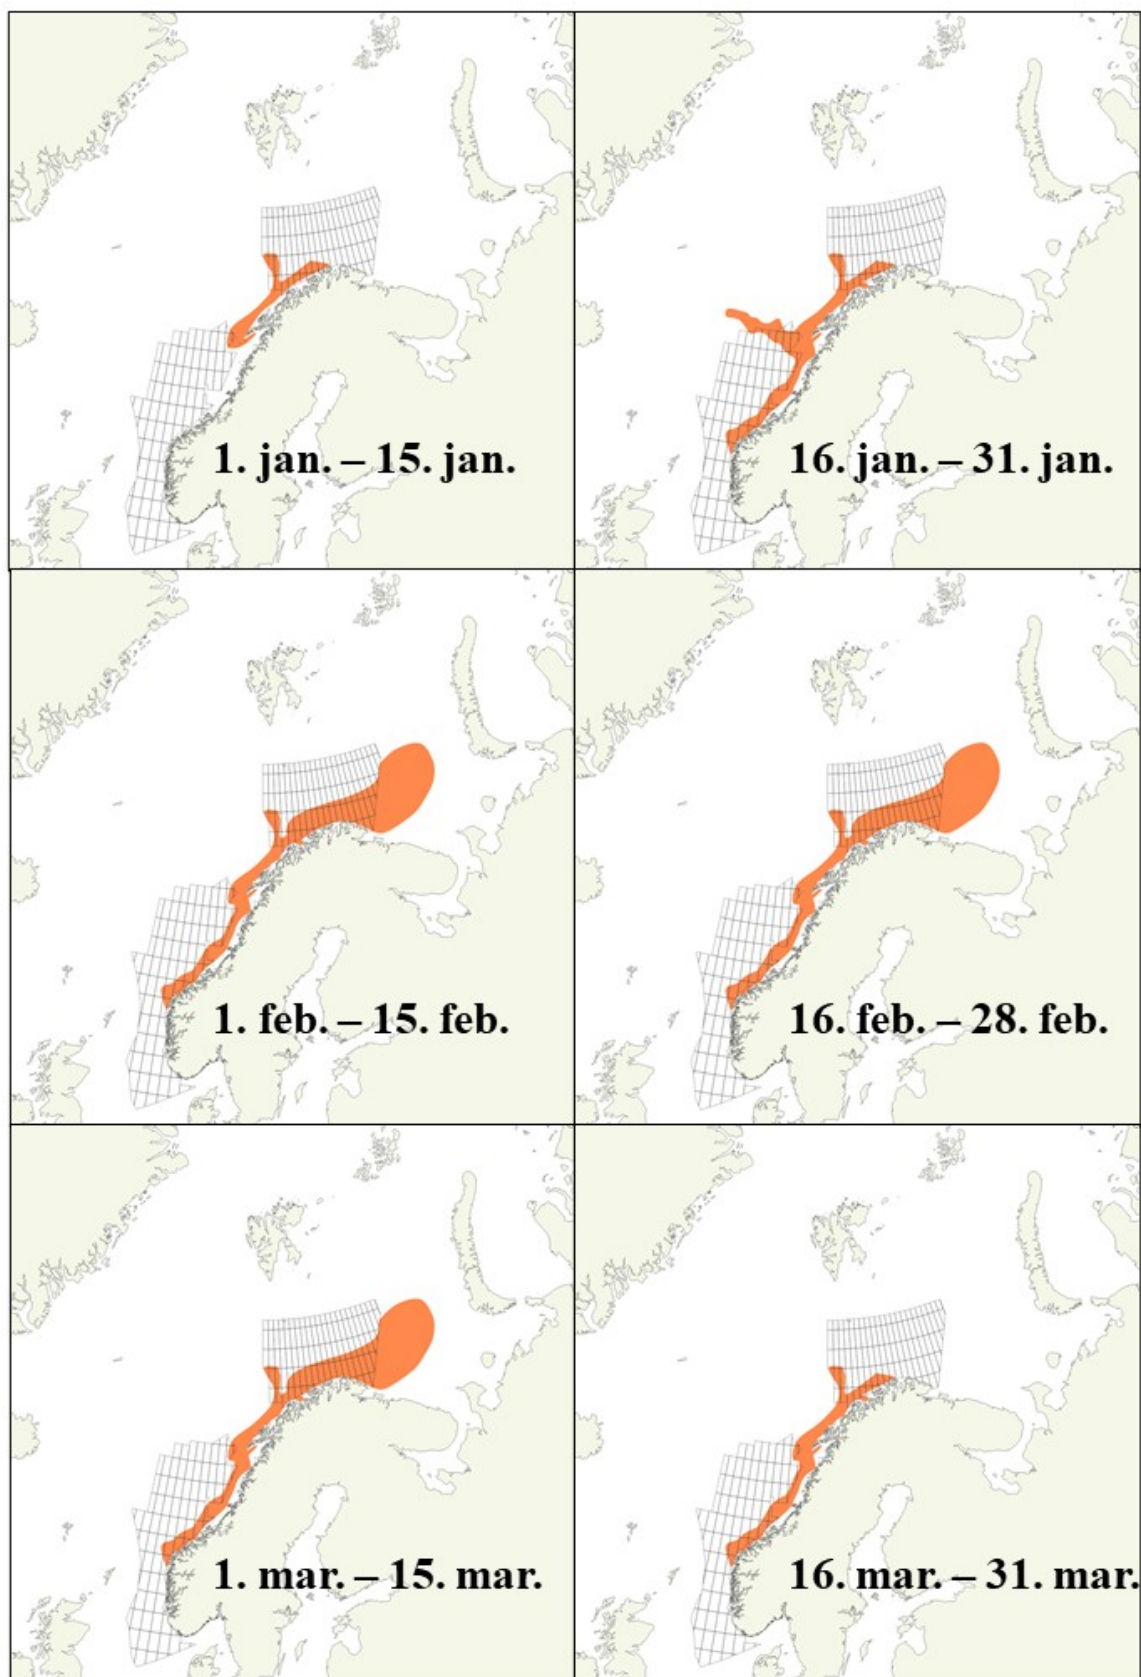 1. jan. – 15. jan.
16. jan. – 31. jan.
1. feb. – 15. feb.
16. feb. – 28. feb.
1. mar. – 15. mar.
16. mar. – 31. mar.